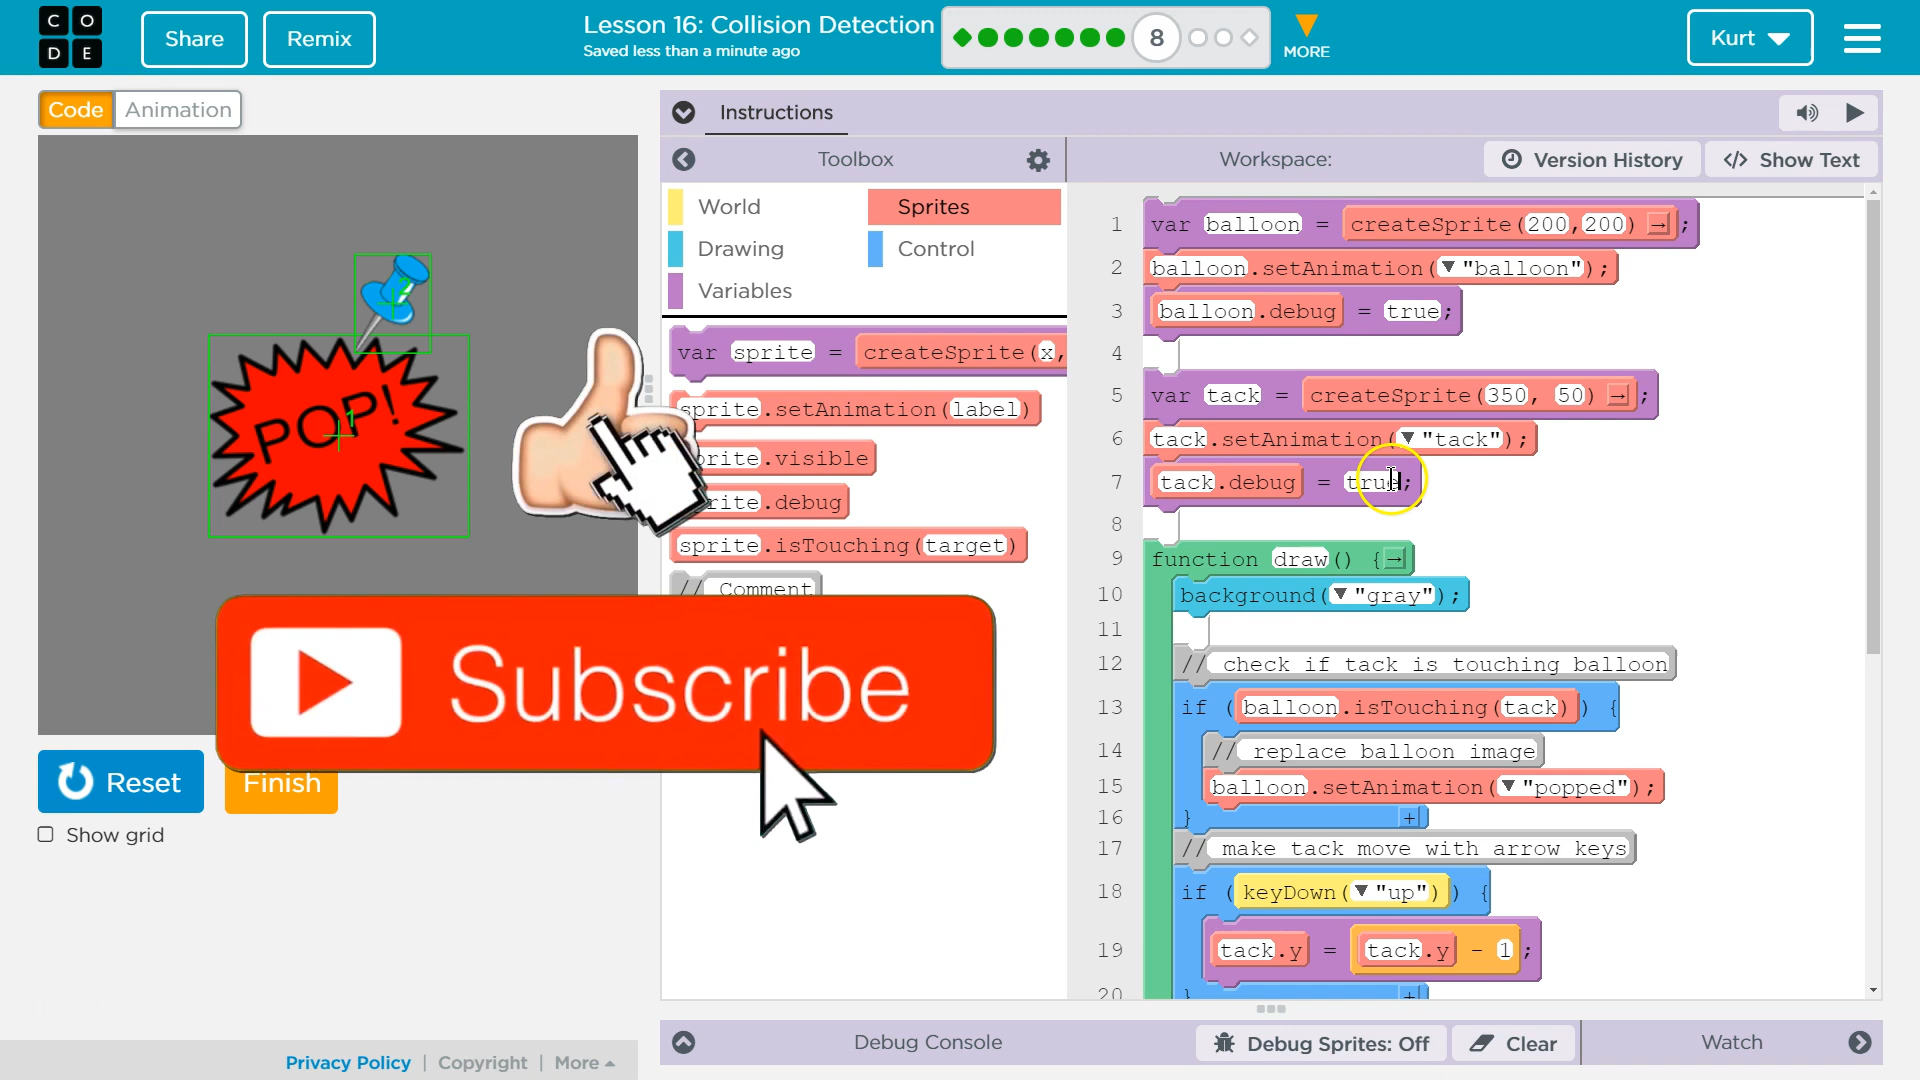 C O
D E
Share
Remix
Lesson 16: Collision Detection
Saved less than a minute ago
8
MORE
Kurt
Code
Animation
Instructions
Toolbox
Workspace:
Version History
</> Show Text
World
Sprites
Drawing
Control
Variables
var sprite = createSprite(x,
sprite.setAnimation(label)
prite.visible
rite.debug
sprite.isTouching(target)
// Comment
1 var balloon = createSprite(200,200) ;
2 balloon.setAnimation("balloon");
3 balloon.debug = true;
4
5 var tack = createSprite(350, 50) ;
6 tack.setAnimation("tack");
7 tack.debug = true;
8
9 function draw() {
10 background("gray");
11
12 // check if tack is touching balloon
13 if (balloon.isTouching(tack)) {
14 // replace balloon image
15 balloon.setAnimation("popped");
16 }
17 // make tack move with arrow keys
18 if (keyDown("up")) {
19 tack.y = tack.y - 1;
20 }
2
POP!
1
Subscribe
Reset
Finish
Show grid
Privacy Policy | Copyright | More
Debug Console
Debug Sprites: Off
Clear
Watch